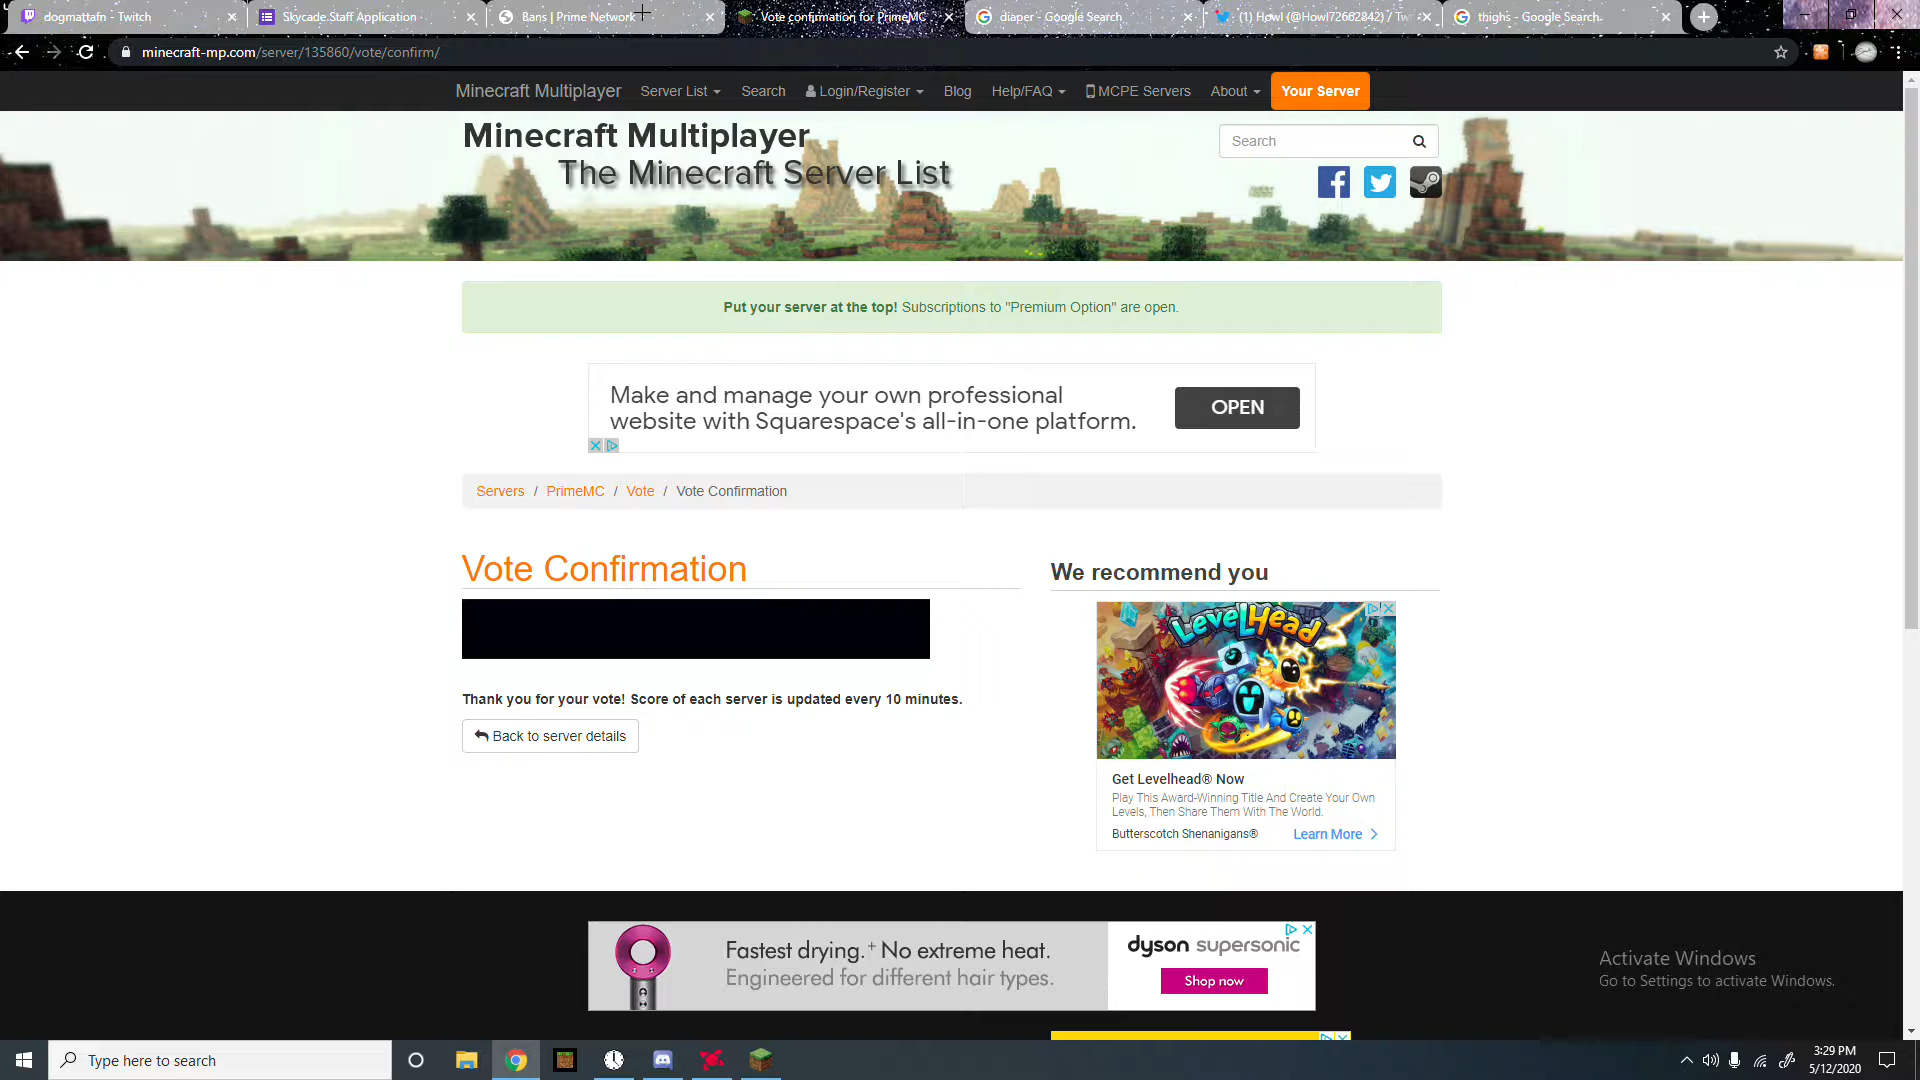 dogmattafn - Twitch
Skycade.Staff Application
Bans | Prime Network
Vote confirmation for PrimeMC
diaper - Google Search
(1) Howl (@Howl72662842) / Tw
thighs - Google Search
minecraft-mp.com/server/135860/vote/confirm/
Minecraft Multiplayer Server List Search Login/Register Blog Help/FAQ MCPE Servers About Your Server
Minecraft Multiplayer
The Minecraft Server List
Search
Put your server at the top! Subscriptions to "Premium Option" are open.
Make and manage your own professional
website with Squarespace's all-in-one platform.
OPEN
Servers / PrimeMC / Vote / Vote Confirmation
Vote Confirmation
Thank you for your vote! Score of each server is updated every 10 minutes.
Back to server details
We recommend you
LevelHead
Get Levelhead® Now
Play This Award-Winning Title And Create Your Own
Levels, Then Share Them With The World.
Butterscotch Shenanigans®
Learn More
Fastest drying.+ No extreme heat.
Engineered for different hair types.
dyson supersonic
Shop now
Activate Windows
Go to Settings to activate Windows.
Type here to search
3:29 PM
5/12/2020